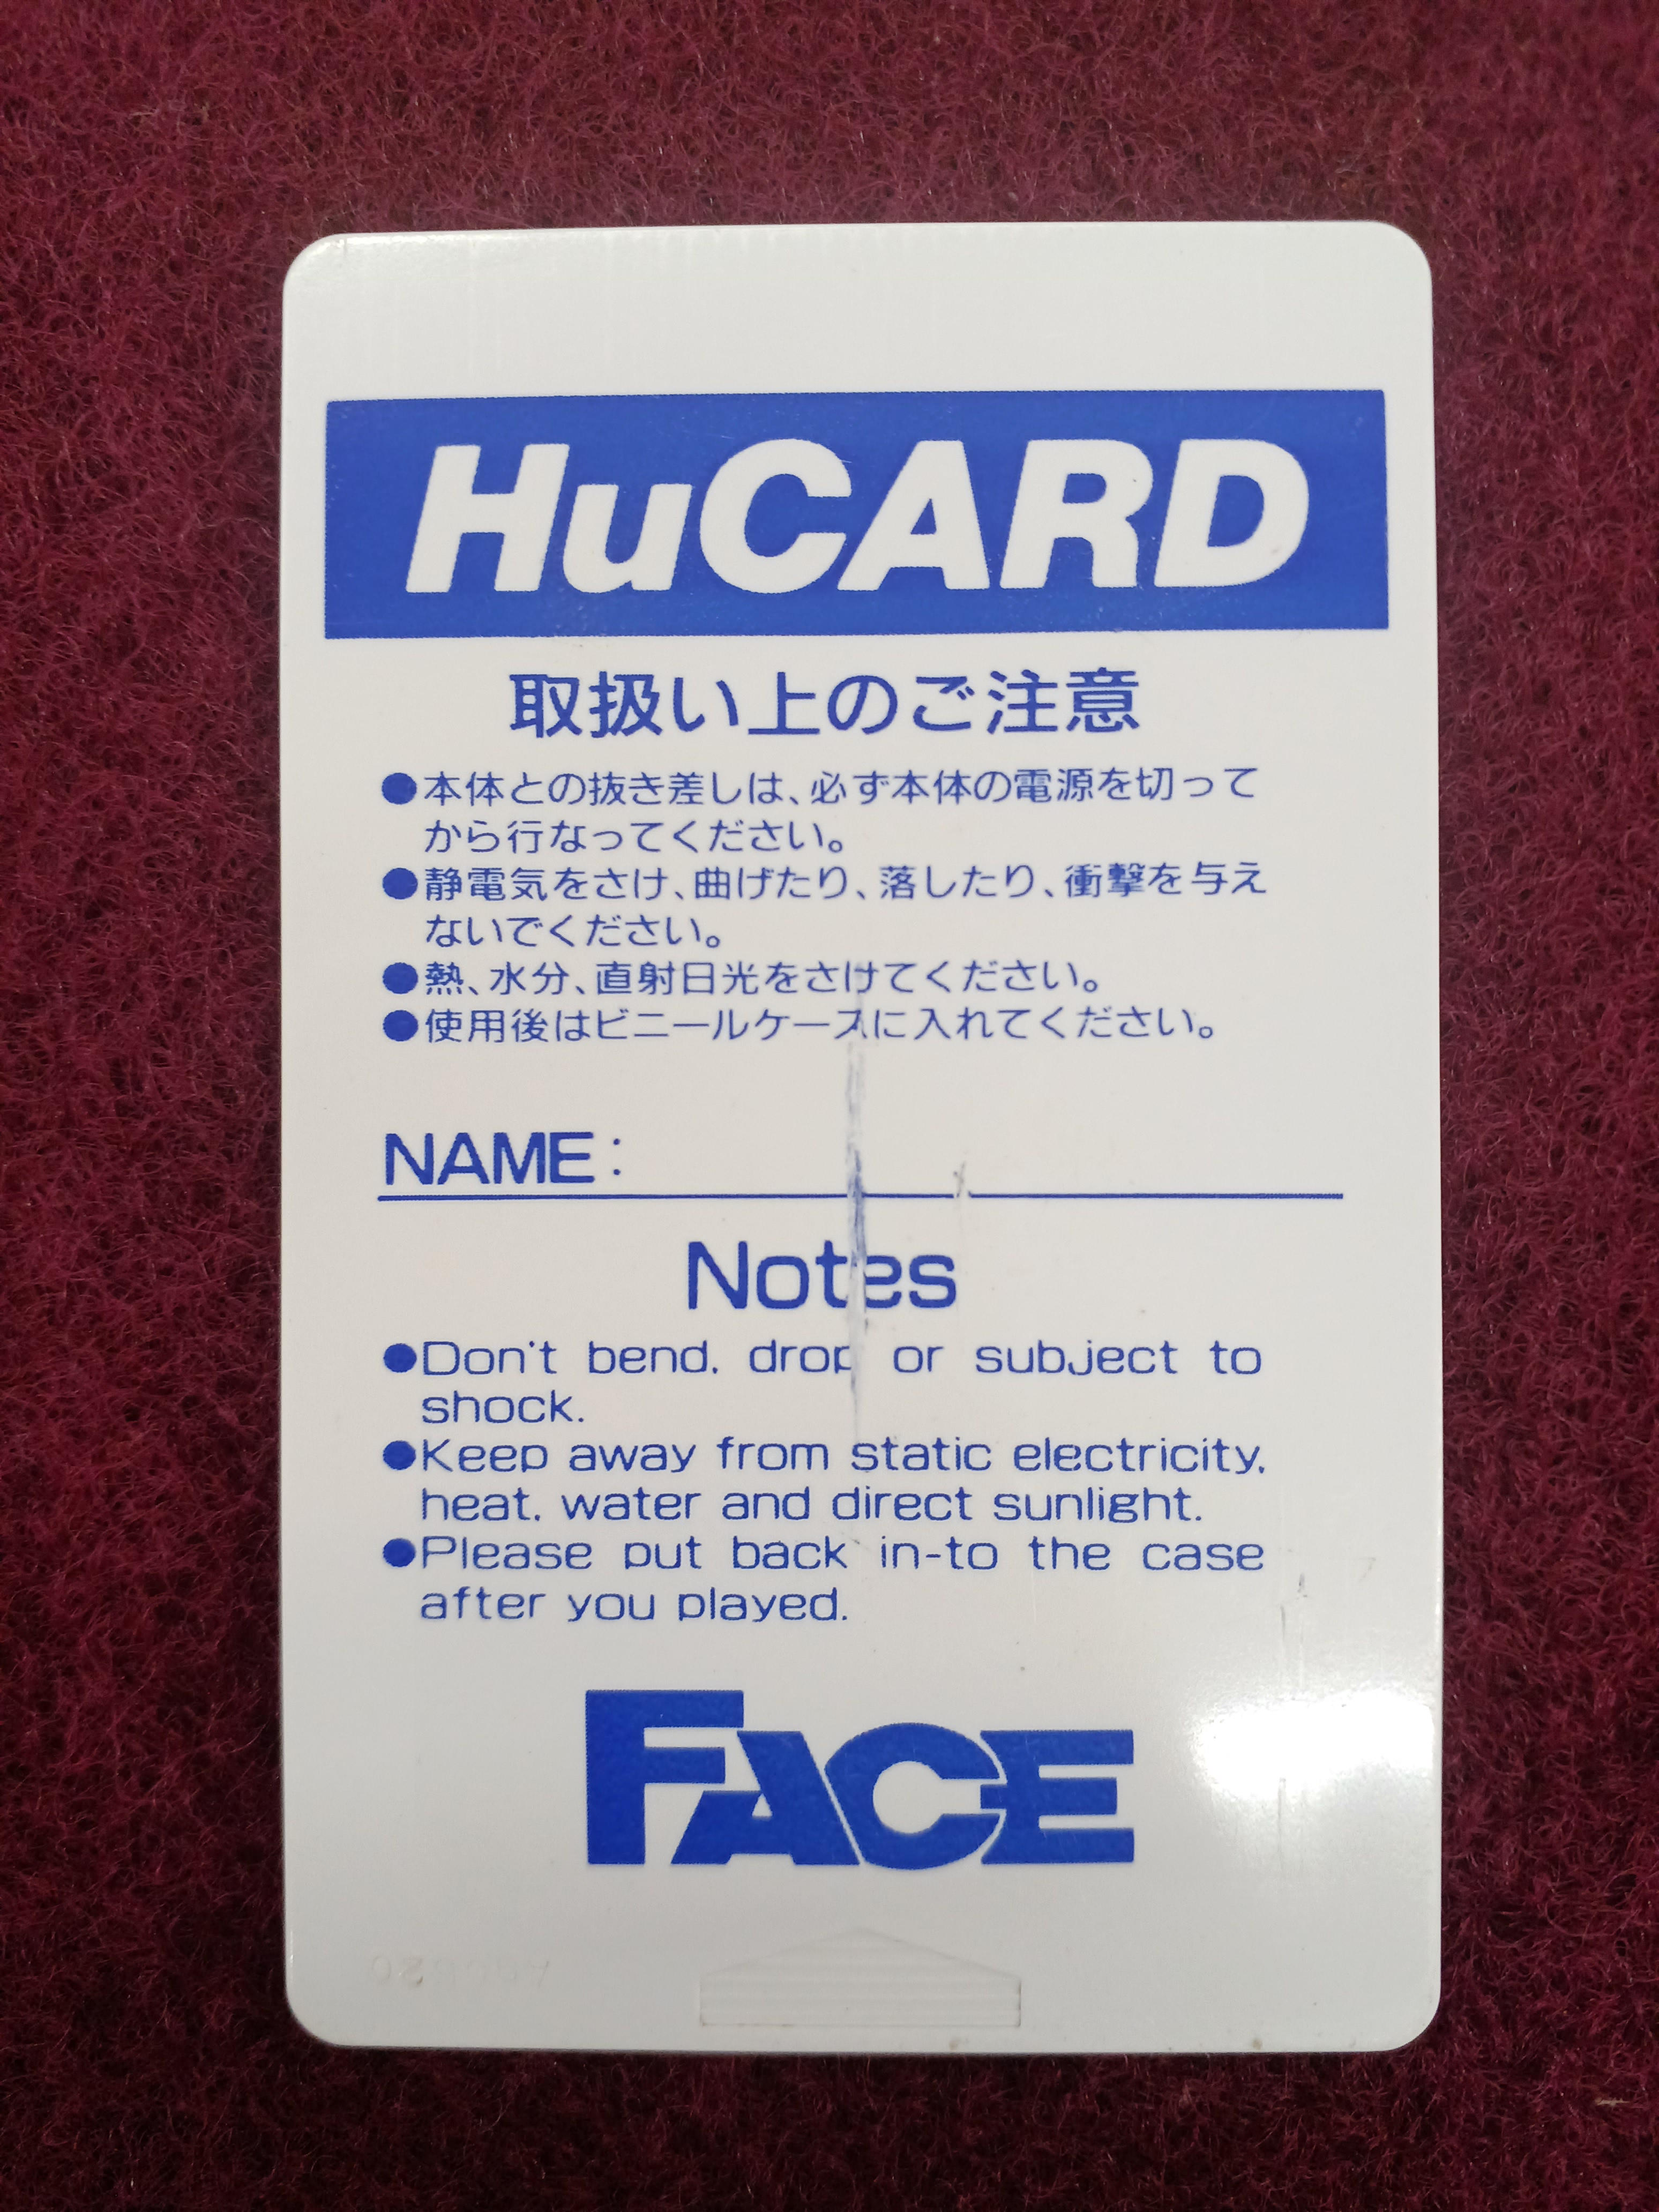 HuCARD
取扱い上のご注意
●本体との抜き差しは、必ず本体の電源を切って
から行なってください。
●静電気をさけ、曲げたり、落したり、衝撃を与え
ないでください。
●熱、水分、直射日光をさけてください。
●使用後はビニールケースに入れてください。
NAME:
Notes
●Don't bend, drop or subject to
shock.
●Keep away from static electricity,
heat, water and direct sunlight.
●Please put back in-to the case
after you played.
FACE